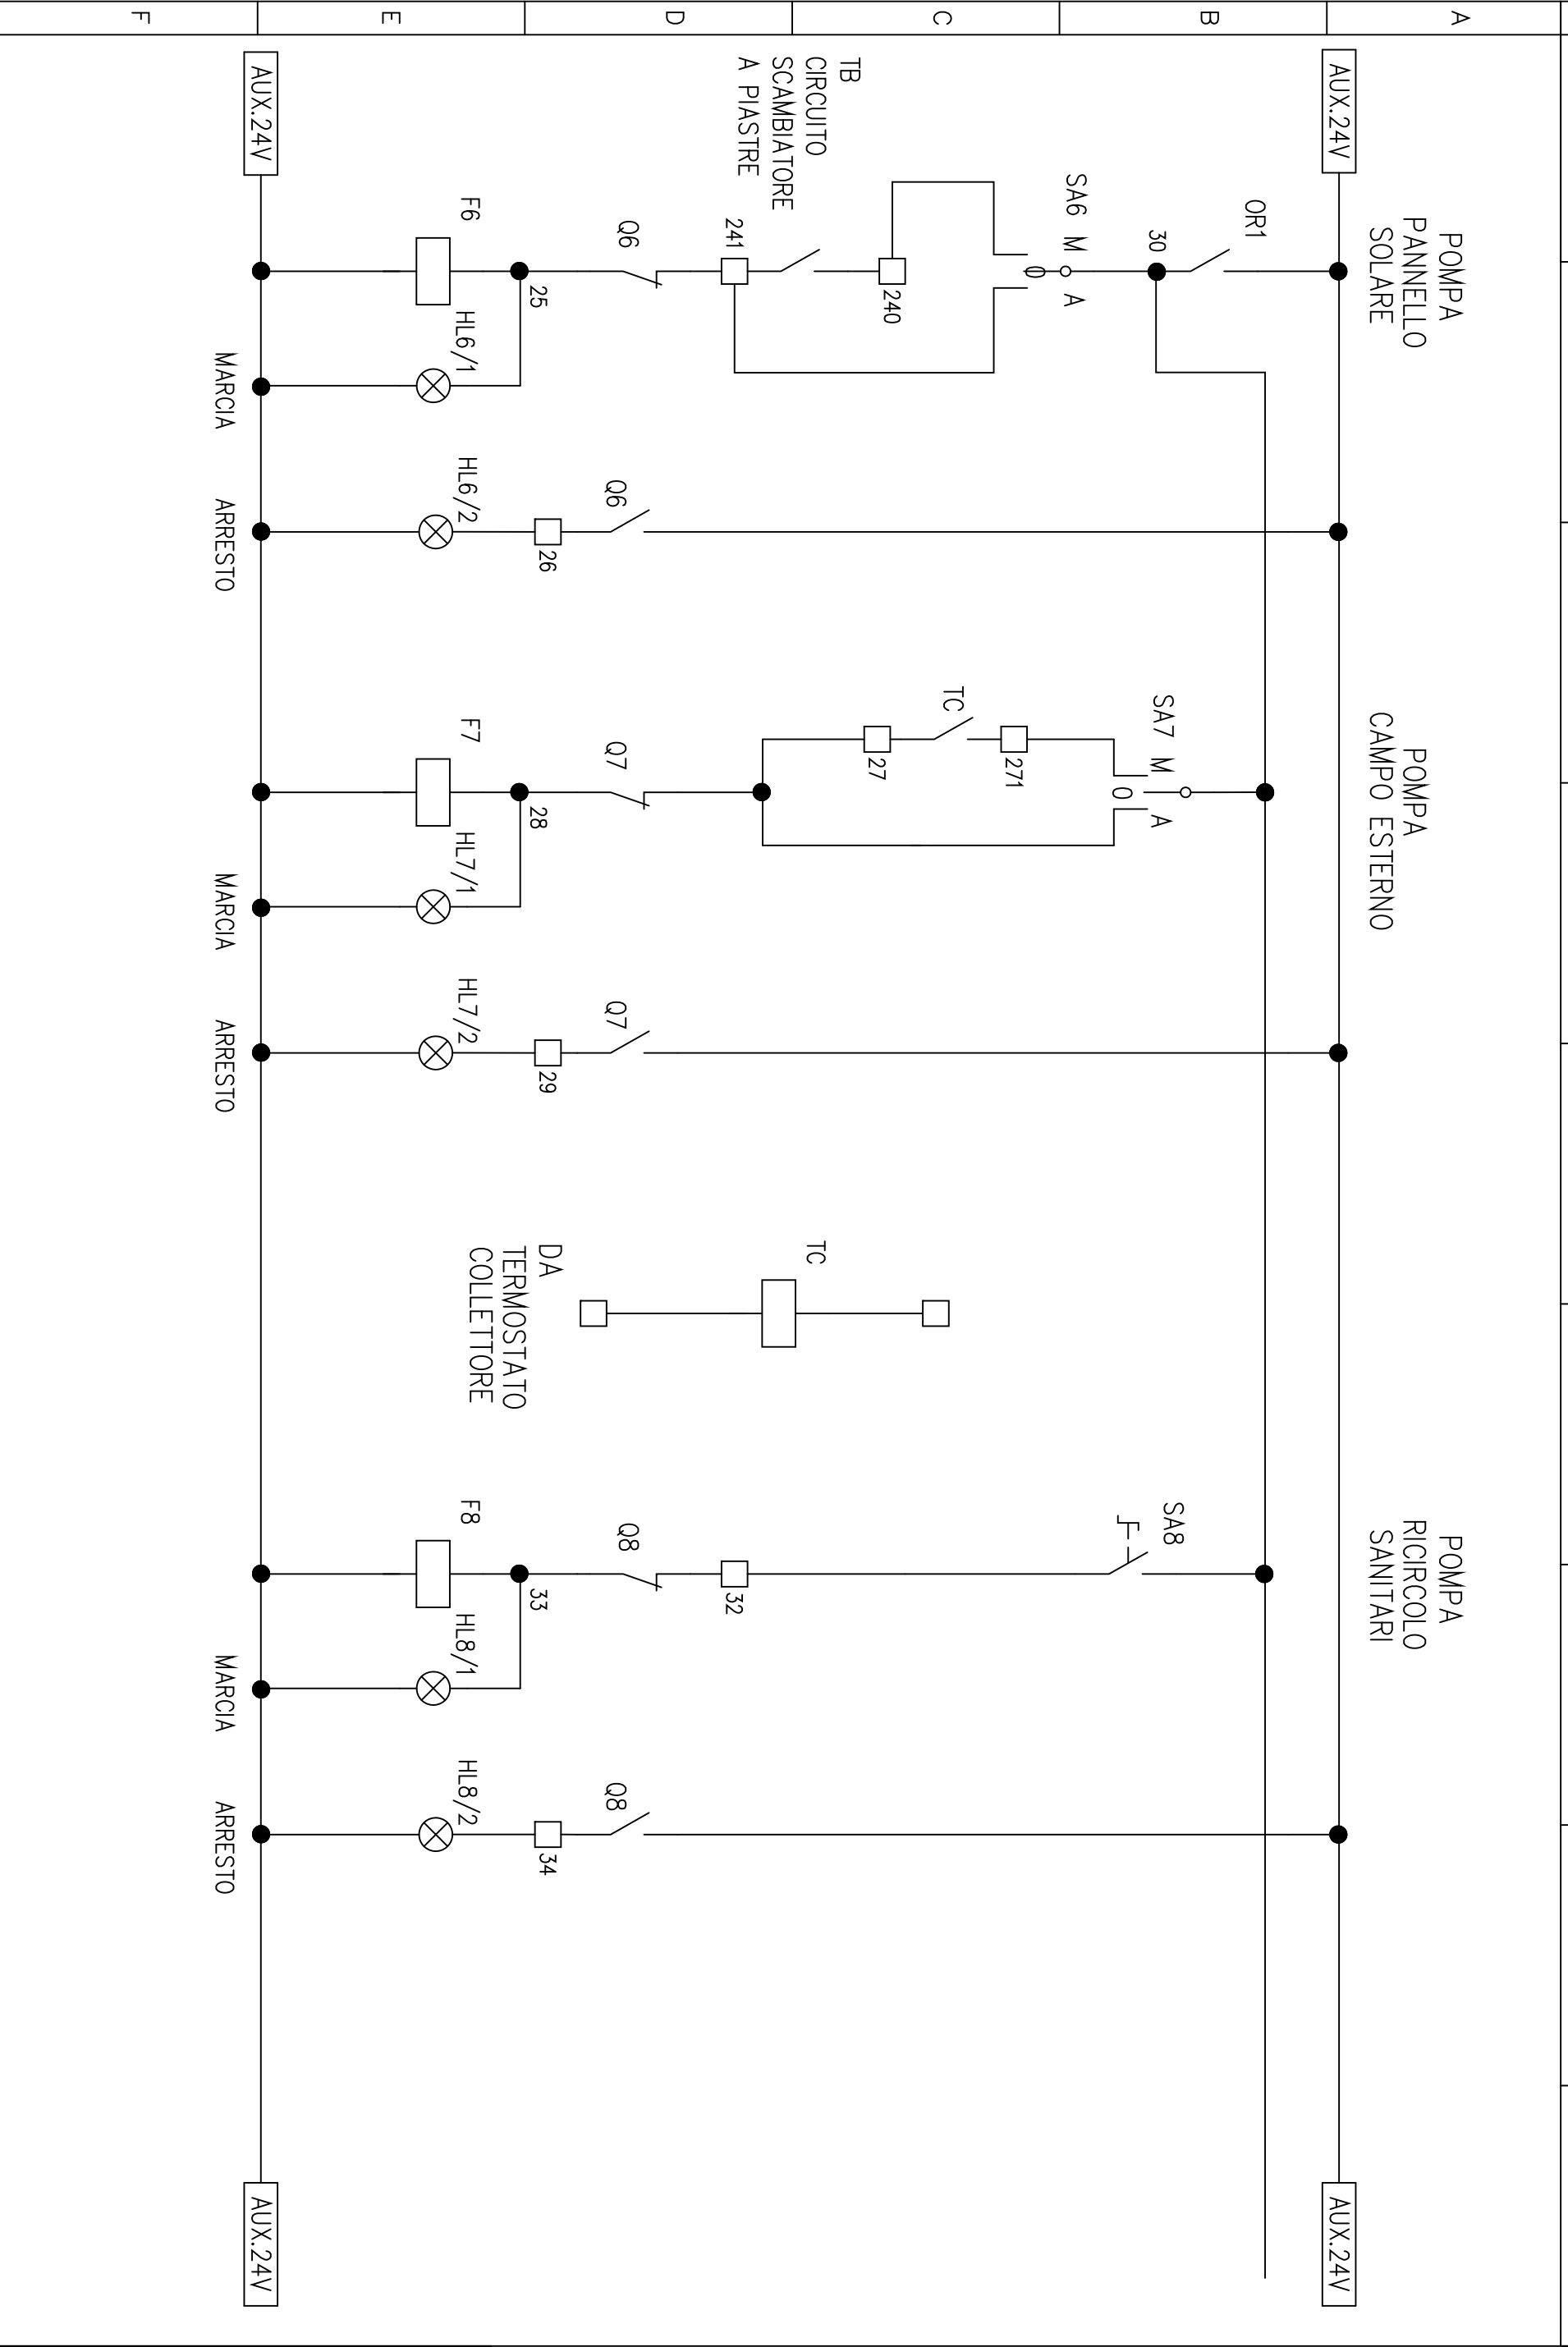 A
B
C
D
E
F
POMPA
PANNELLO
SOLARE
POMPA
CAMPO ESTERNO
POMPA
RICIRCOLO
SANITARI
AUX.24V
AUX.24V
OR1
30
SA6 M
0
A
240
TB
CIRCUITO
SCAMBIATORE
A PIASTRE
241
Q6
25
F6
HL6/1
MARCIA
Q6
26
HL6/2
ARRESTO
SA7 M
0
A
271
TC
27
Q7
28
F7
HL7/1
MARCIA
Q7
29
HL7/2
ARRESTO
TC
DA
TERMOSTATO
COLLETTORE
SA8
32
Q8
33
F8
HL8/1
MARCIA
Q8
34
HL8/2
ARRESTO
AUX.24V
AUX.24V